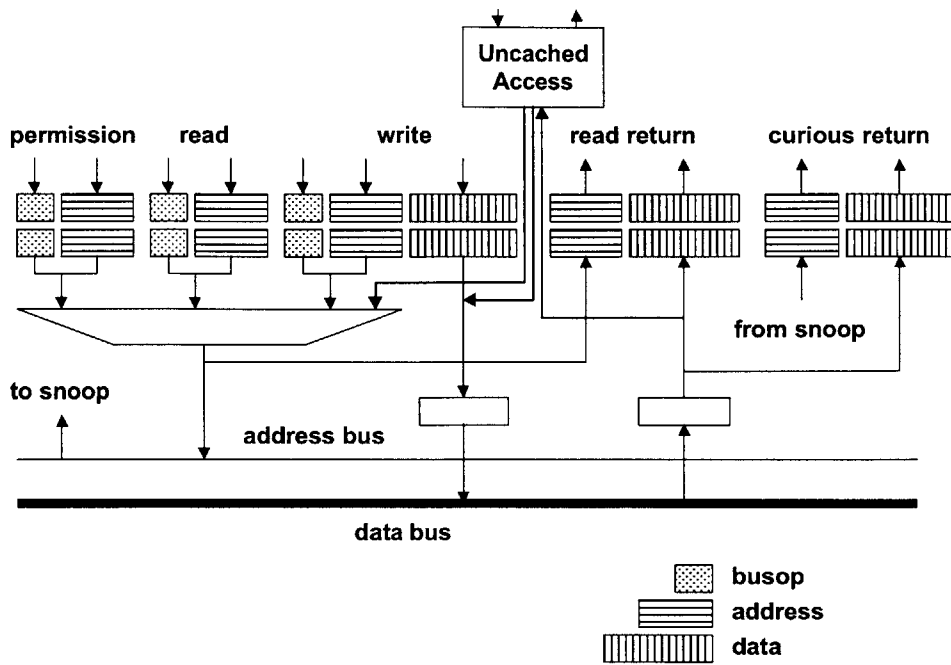 Uncached
Access
permission
read
write
read return
curious return
from snoop
to snoop
address bus
data bus
busop
address
data